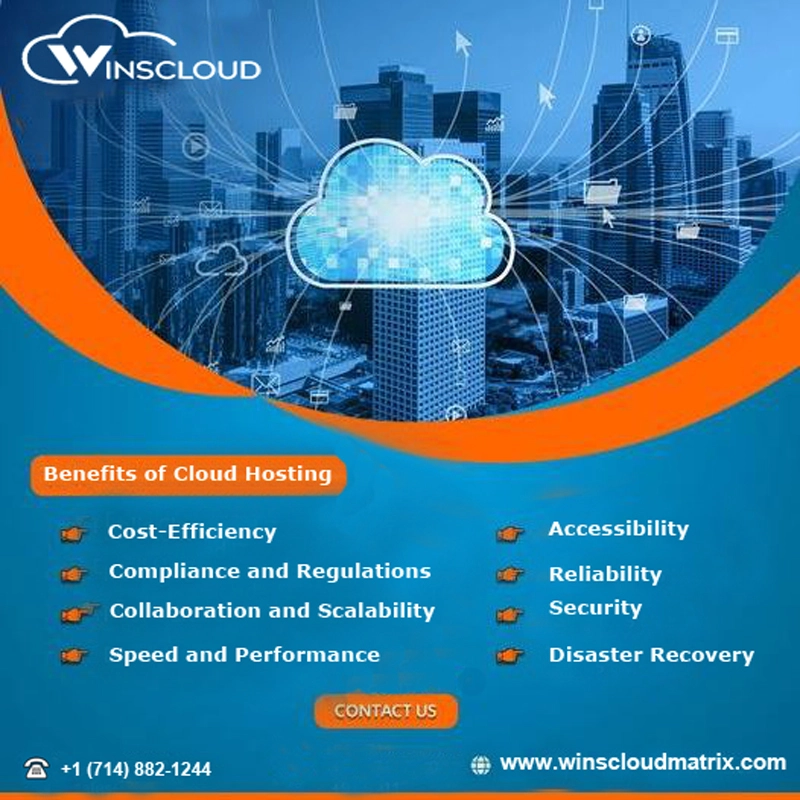 WINSCLOUD
Benefits of Cloud Hosting
Cost-Efficiency
Compliance and Regulations
Collaboration and Scalability
Speed and Performance
Accessibility
Reliability
Security
Disaster Recovery
CONTACT US
+1 (714) 882-1244
www.winscloudmatrix.com